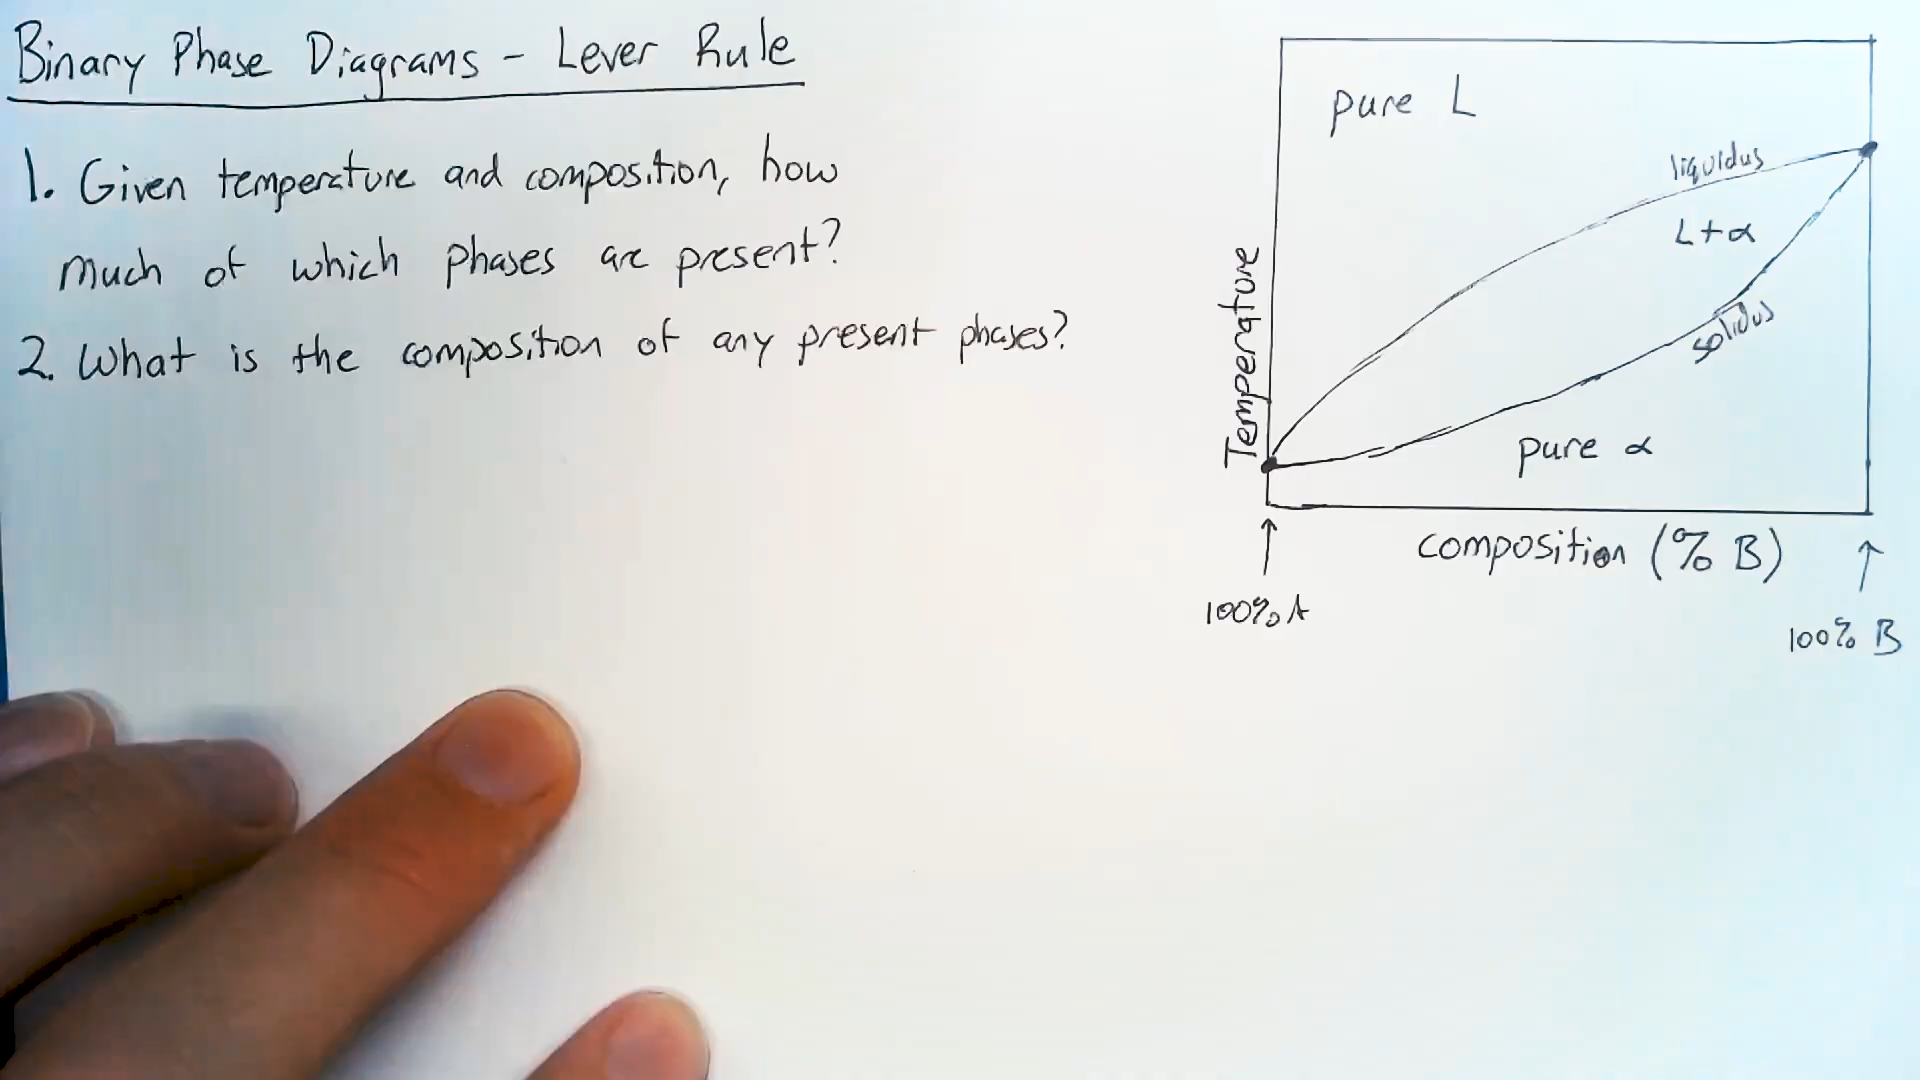 Binary Phase Diagrams - Lever Rule
1. Given temperature and composition, how
much of which phases are present?
2. What is the composition of any present phases?
pure L
liquidus
L+α
solidus
pure α
Temperature
composition (% B)
100% A
100% B